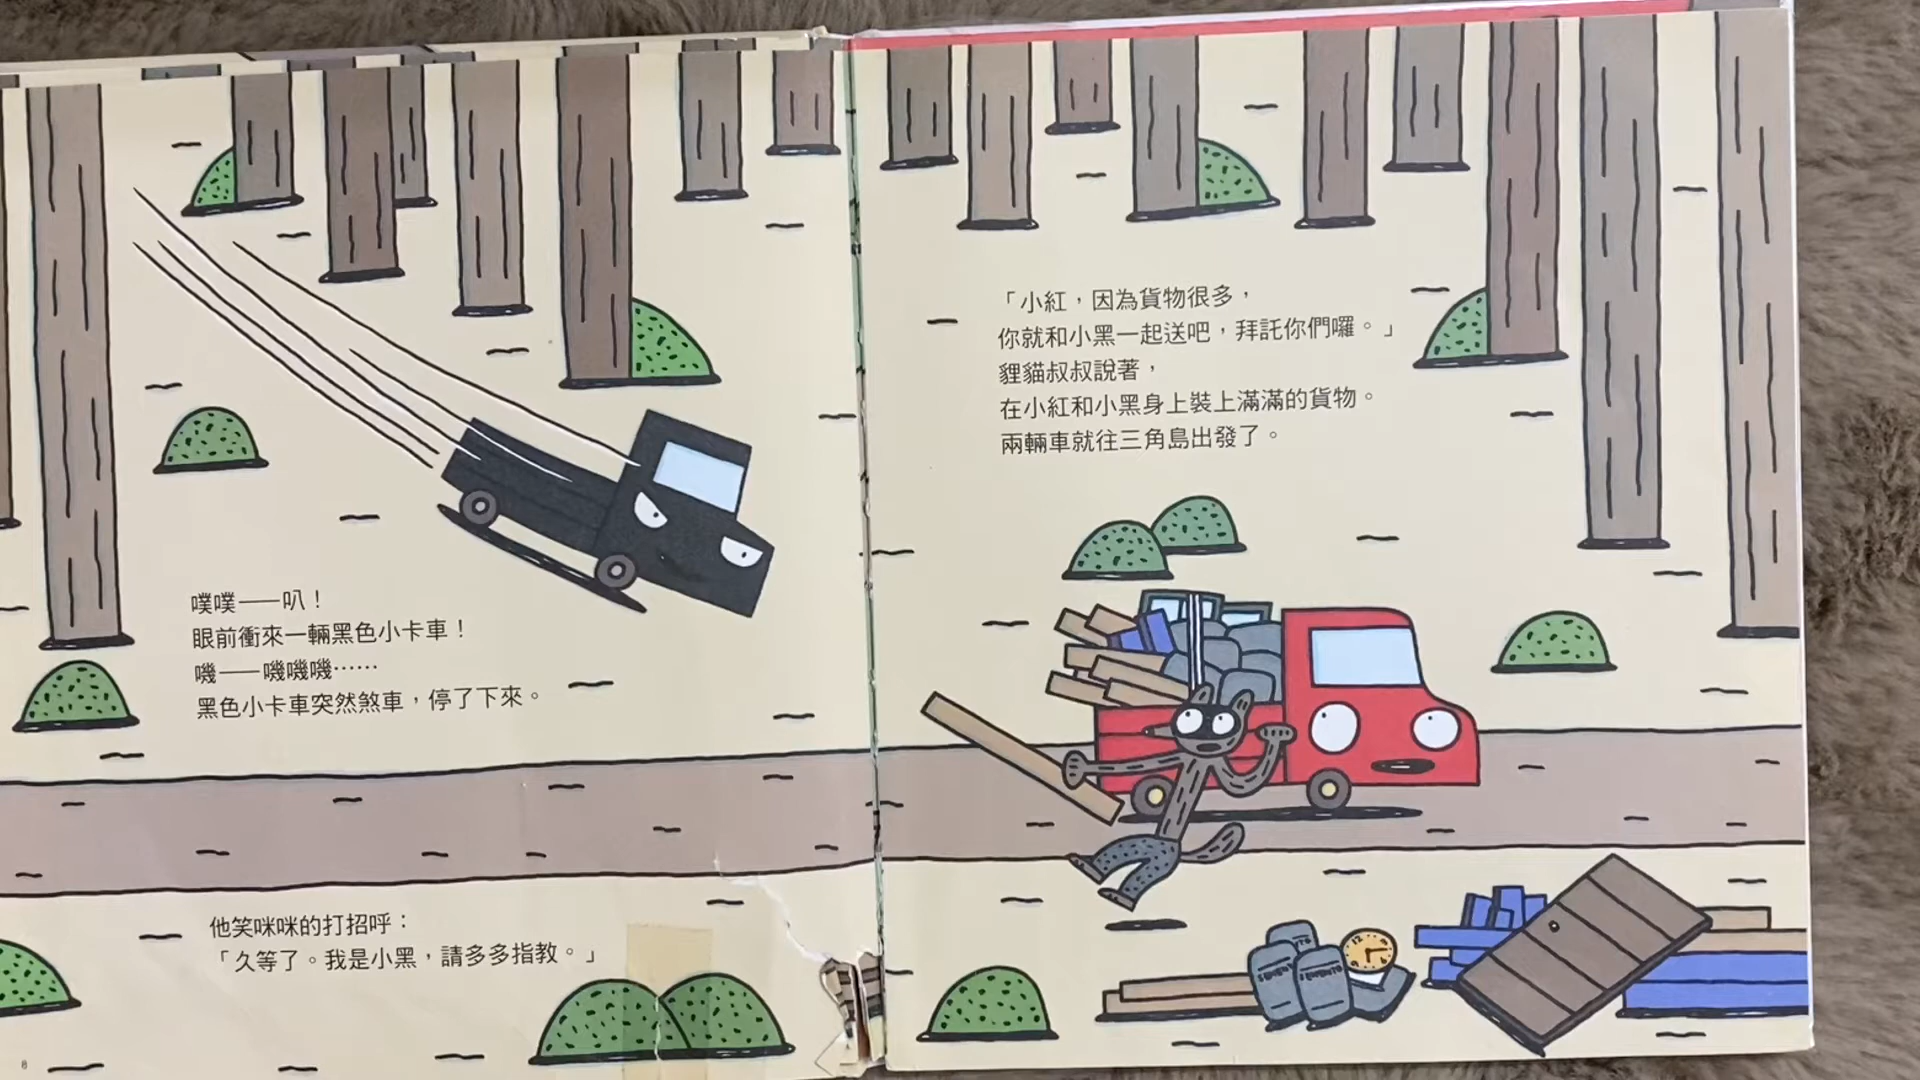 噗噗——叭！
眼前衝來一輛黑色小卡車！
嘰——嘰嘰嘰……
黑色小卡車突然煞車，停了下來。
他笑咪咪的打招呼：
「久等了。我是小黑，請多多指教。」
8
「小紅，因為貨物很多，
你就和小黑一起送吧，拜託你們囉。」
貍貓叔叔說著，
在小紅和小黑身上裝上滿滿的貨物。
兩輛車就往三角島出發了。